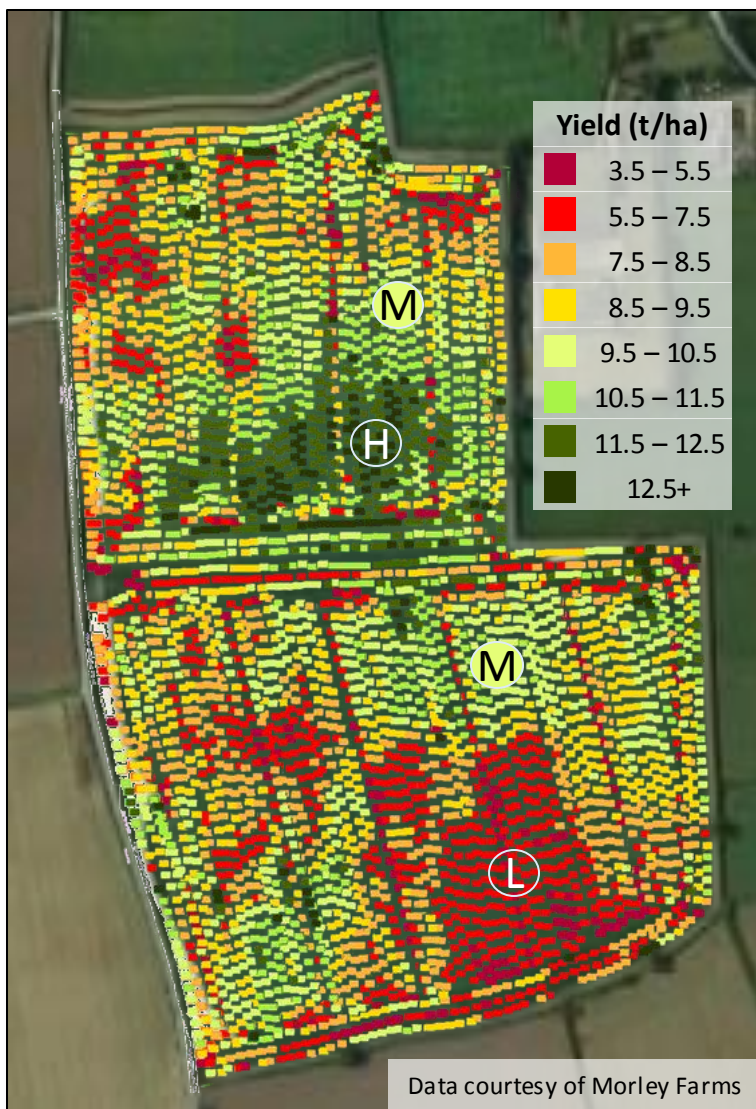 Yield (t/ha)
3.5 – 5.5
5.5 – 7.5
7.5 – 8.5
8.5 – 9.5
9.5 – 10.5
10.5 – 11.5
11.5 – 12.5
12.5+
M
H
M
L
Data courtesy of Morley Farms